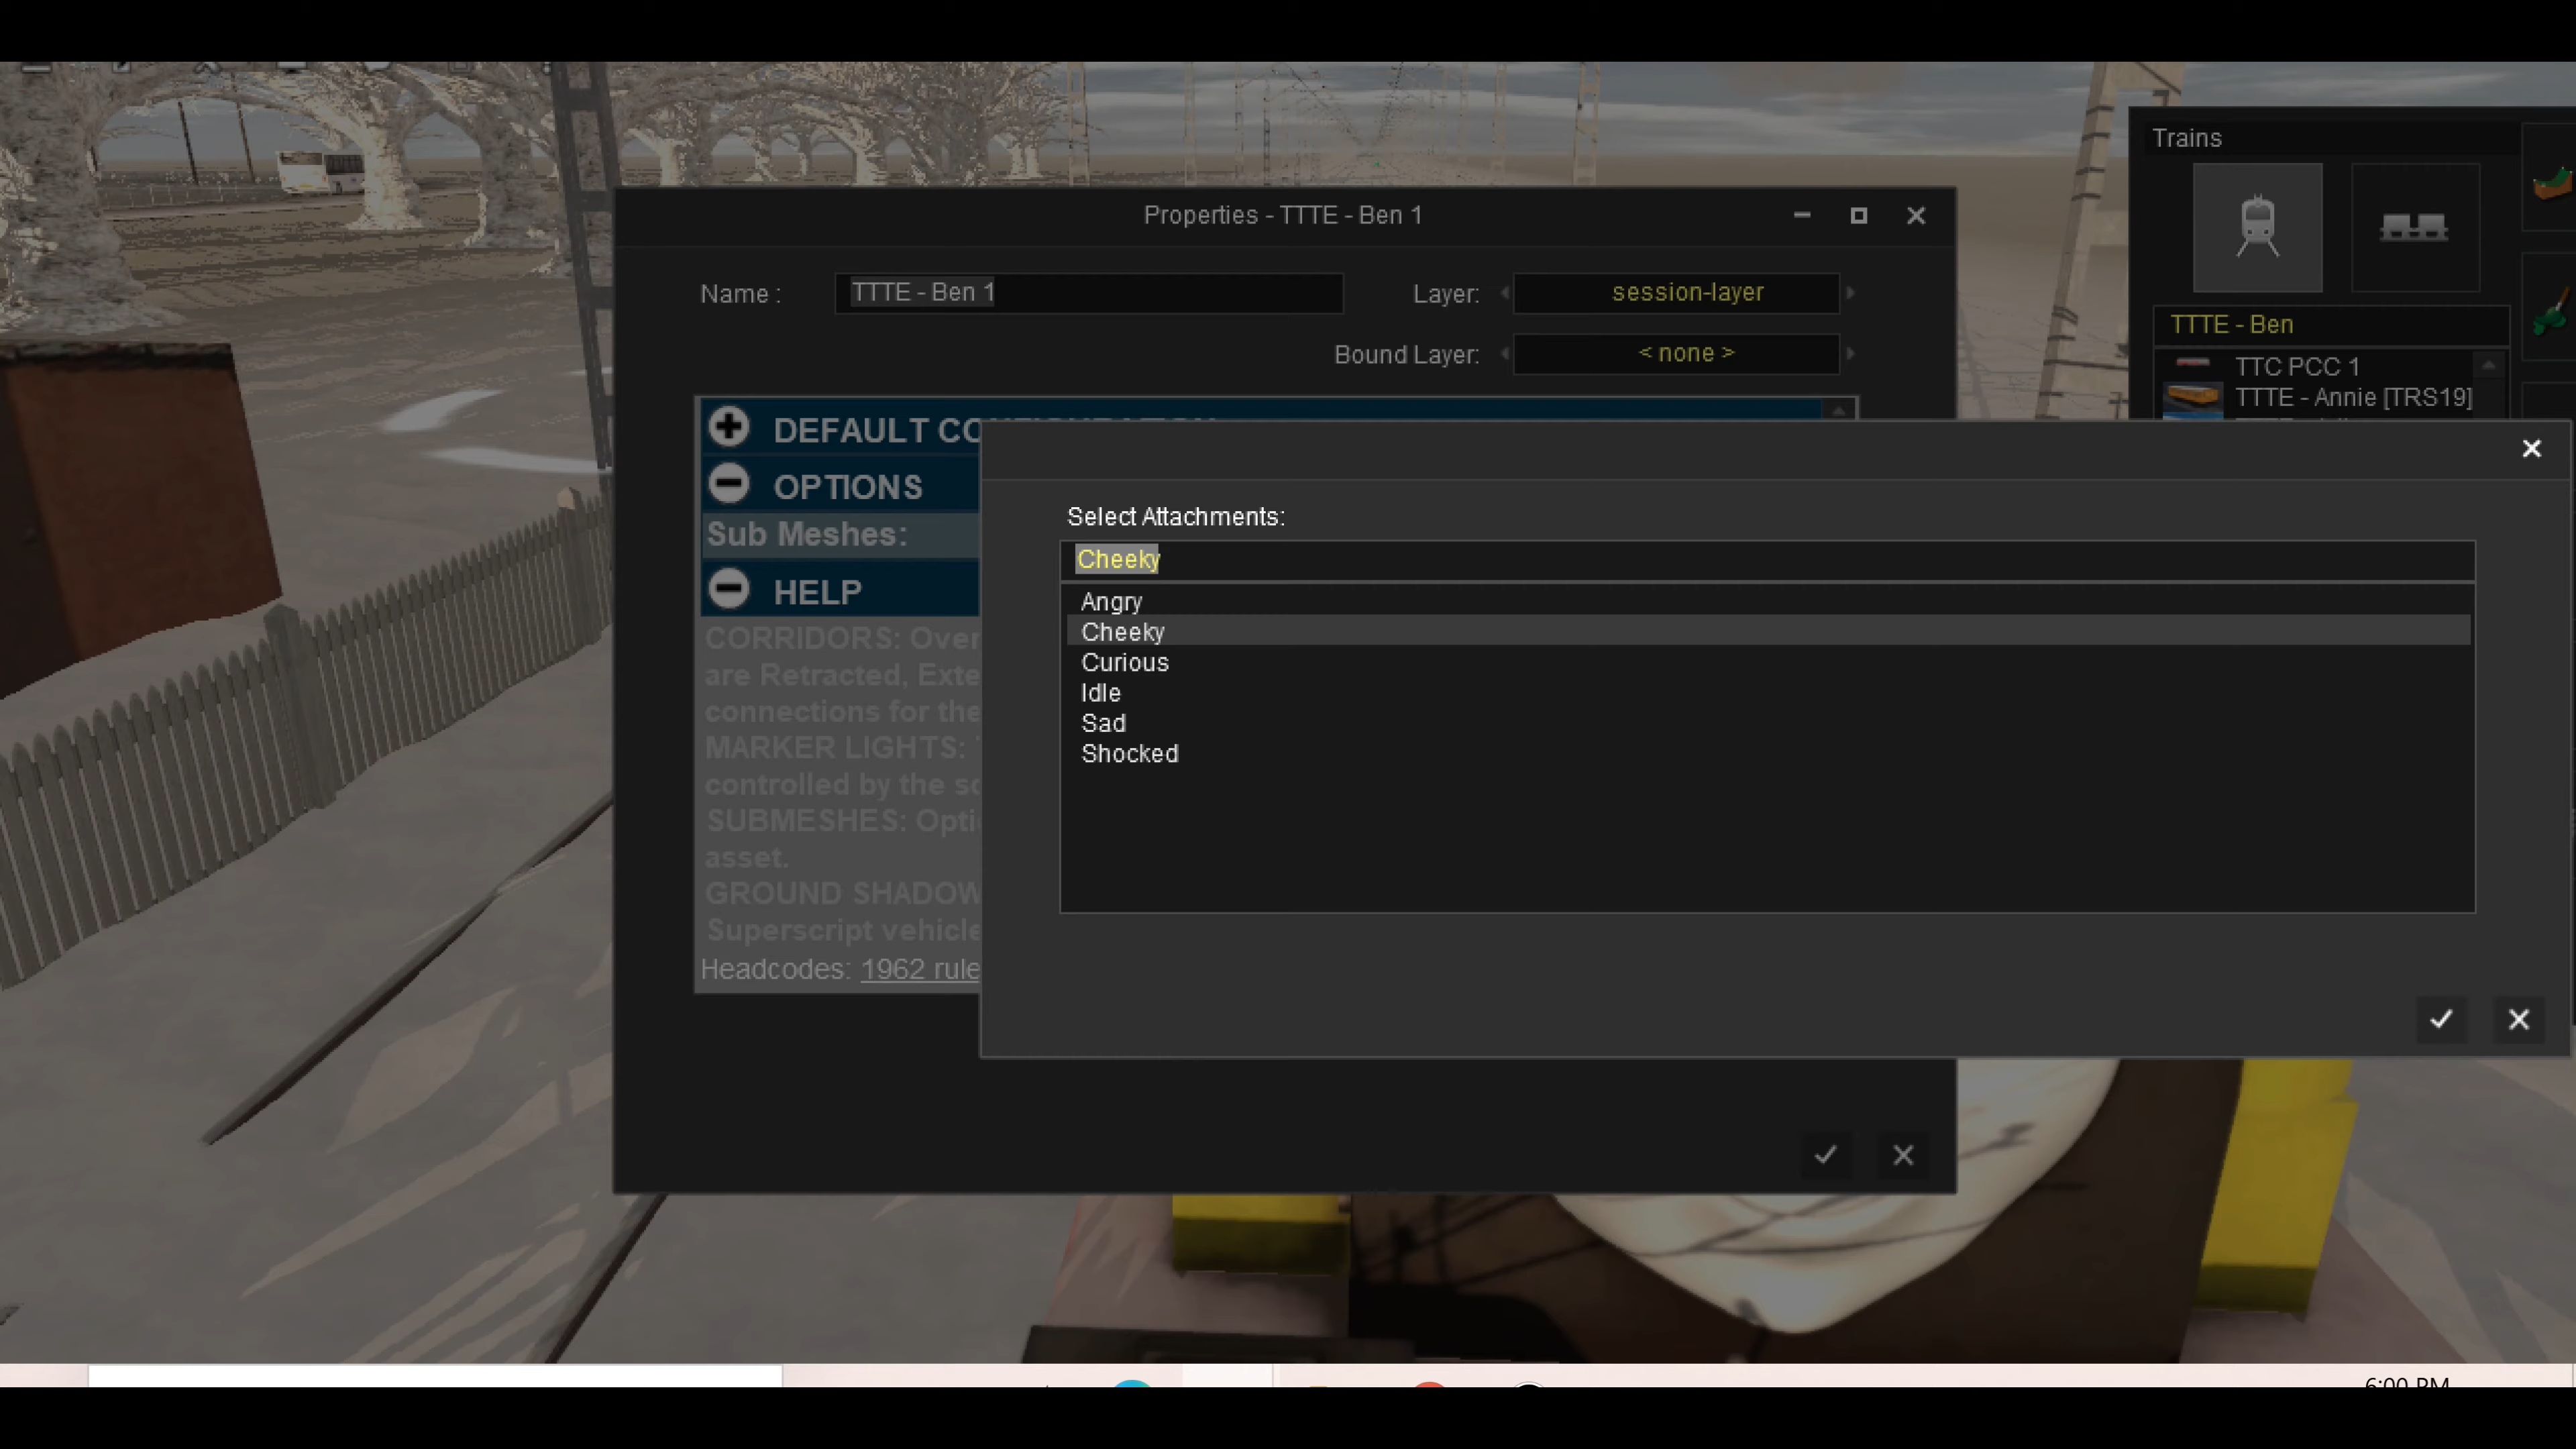 Trains
Properties - TTTE - Ben 1
Name :
TTTE - Ben 1
Layer:
session-layer
Bound Layer:
< none >
TTTE - Ben
TTC PCC 1
TTTE - Annie [TRS19]
DEFAULT CO
OPTIONS
Sub Meshes:
HELP
CORRIDORS: Over
are Retracted, Exte
connections for the
MARKER LIGHTS:
controlled by the sc
SUBMESHES: Opti
asset.
GROUND SHADOW
Superscript vehicle
Headcodes: 1962 rule
Select Attachments:
Cheeky
Angry
Cheeky
Curious
Idle
Sad
Shocked
6:00 PM